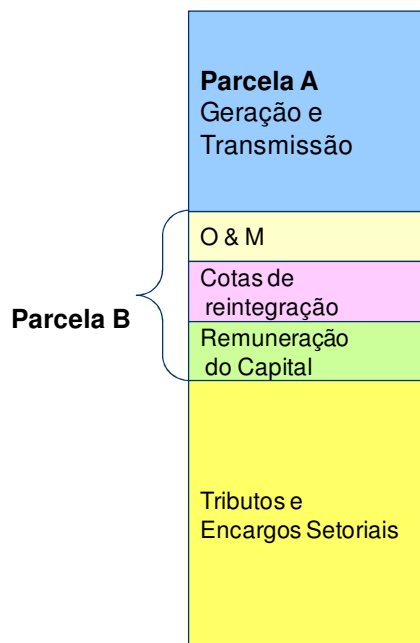 Parcela A
Geração e
Transmissão
O & M
Cotas de
reintegração
Parcela B
Remuneração
do Capital
Tributos e
Encargos Setoriais